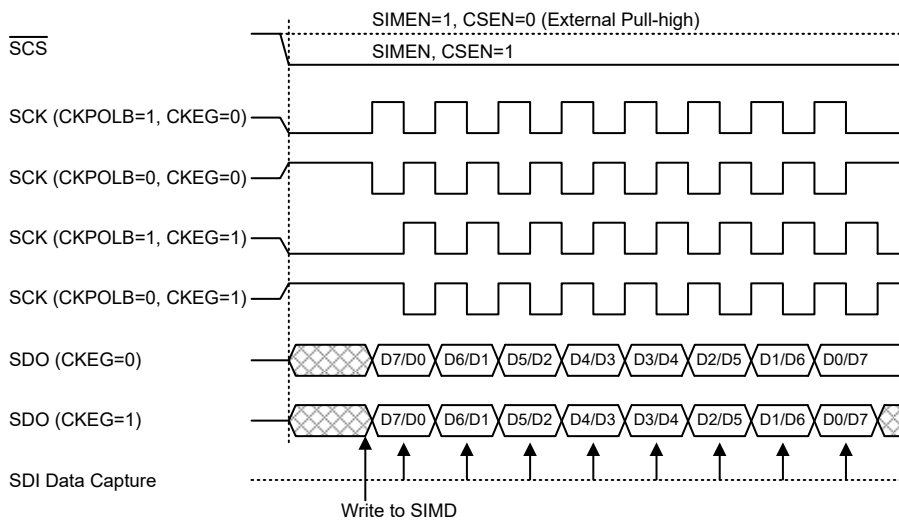 SIMEN=1, CSEN=0 (External Pull-high)
SCS
SIMEN, CSEN=1
SCK (CKPOLB=1, CKEG=0)
SCK (CKPOLB=0, CKEG=0)
SCK (CKPOLB=1, CKEG=1)
SCK (CKPOLB=0, CKEG=1)
SDO (CKEG=0) D7/D0 D6/D1 D5/D2 D4/D3 D3/D4 D2/D5 D1/D6 D0/D7
SDO (CKEG=1) D7/D0 D6/D1 D5/D2 D4/D3 D3/D4 D2/D5 D1/D6 D0/D7
SDI Data Capture
Write to SIMD